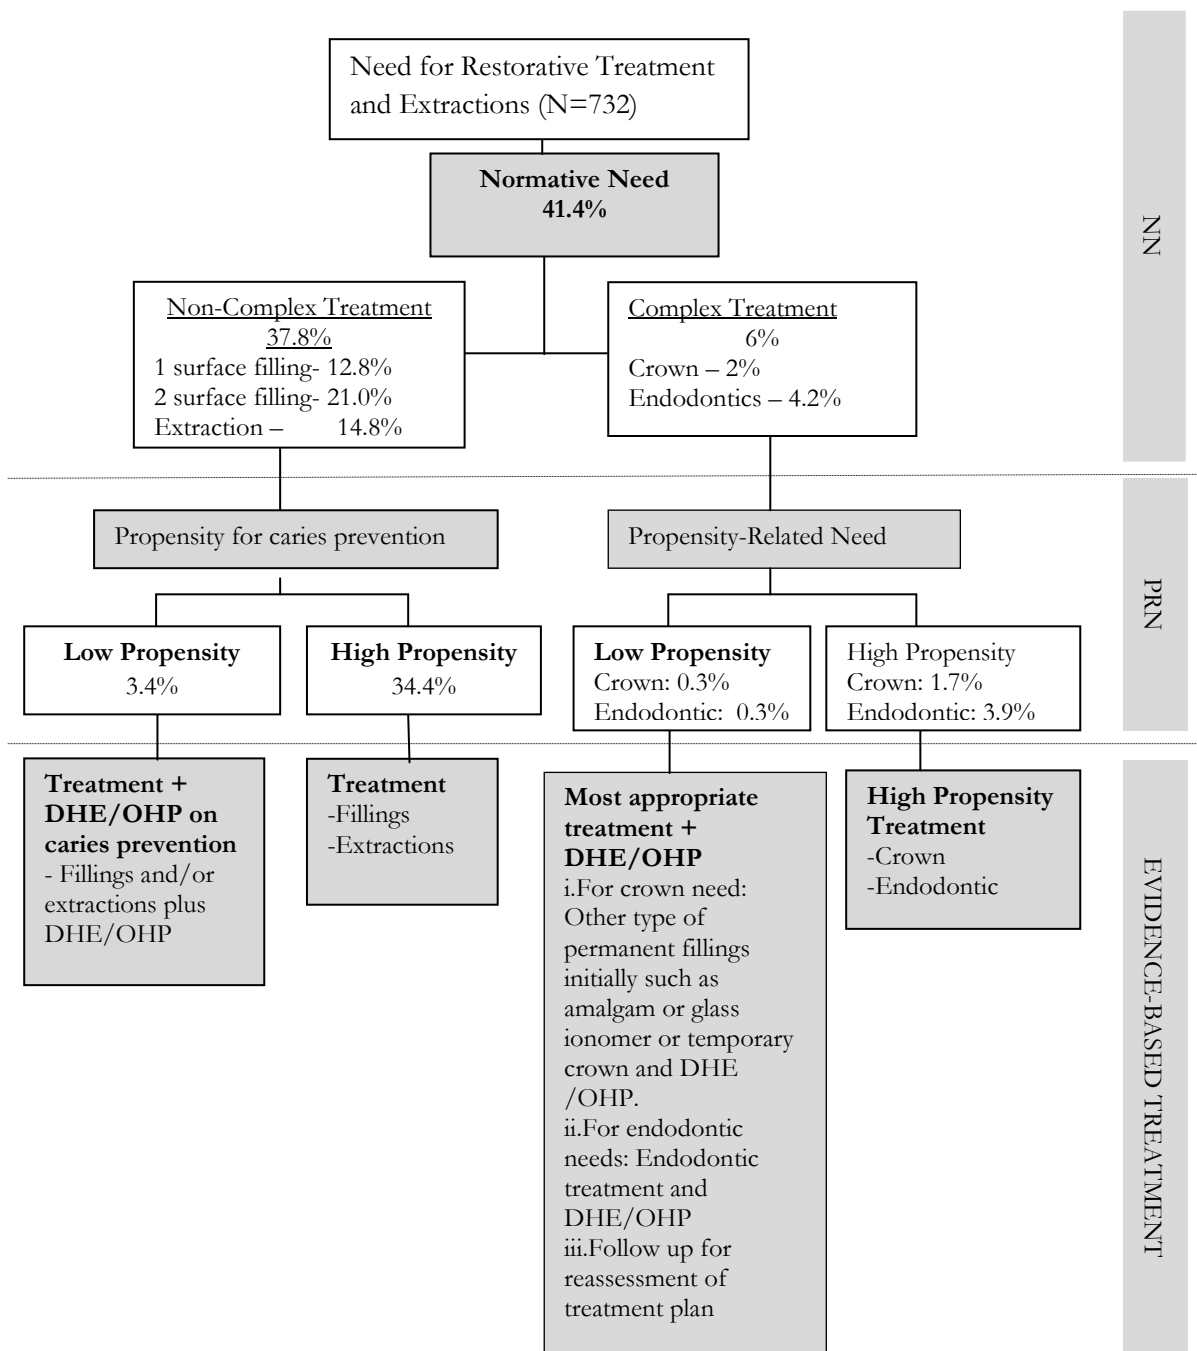 Need for Restorative Treatment
and Extractions (N=732)
Normative Need
41.4%
NN
Non-Complex Treatment
37.8%
1 surface filling- 12.8%
2 surface filling- 21.0%
Extraction – 14.8%
Complex Treatment
6%
Crown – 2%
Endodontics – 4.2%
Propensity for caries prevention
Propensity-Related Need
PRN
Low Propensity
3.4%
High Propensity
34.4%
Low Propensity
Crown: 0.3%
Endodontic: 0.3%
High Propensity
Crown: 1.7%
Endodontic: 3.9%
Treatment +
DHE/OHP on
caries prevention
- Fillings and/or
extractions plus
DHE/OHP
Treatment
-Fillings
-Extractions
Most appropriate
treatment +
DHE/OHP
i.For crown need:
Other type of
permanent fillings
initially such as
amalgam or glass
ionomer or temporary
crown and DHE
/OHP.
ii.For endodontic
needs: Endodontic
treatment and
DHE/OHP
iii.Follow up for
reassessment of
treatment plan
High Propensity
Treatment
-Crown
-Endodontic
EVIDENCE-BASED TREATMENT